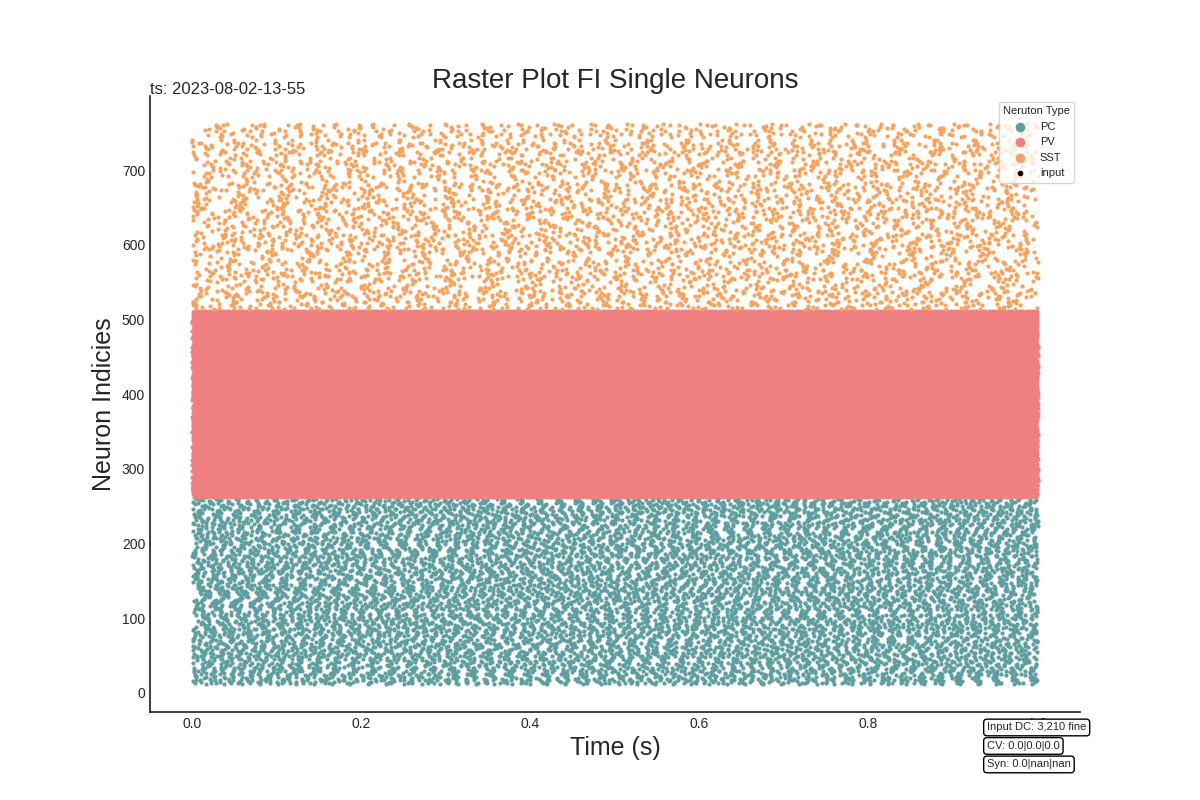 Raster Plot FI Single Neurons
ts: 2023-08-02-13-55
Neruton Type
PC
PV
SST
input
Neuron Indicies
700
600
500
400
300
200
100
0
0.0
0.2
0.4
0.6
0.8
Time (s)
Input DC: 3,210 fine
CV: 0.0|0.0|0.0
Syn: 0.0|nan|nan